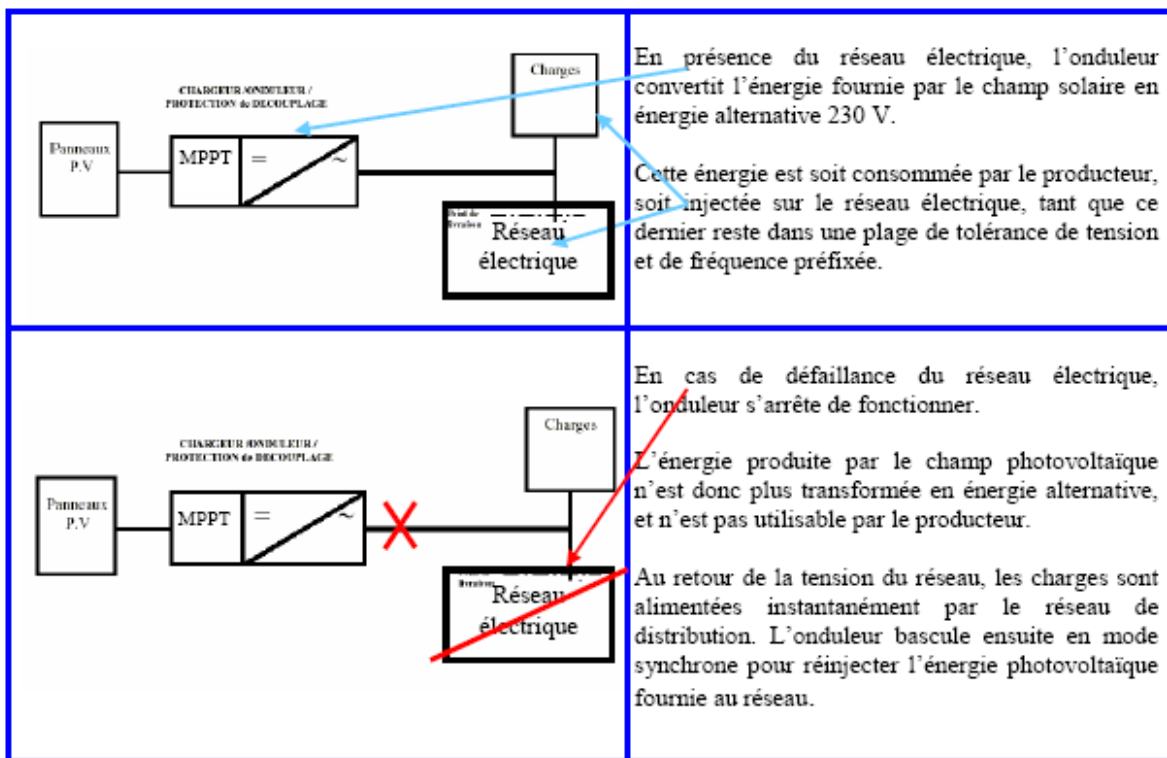 CHARGEUR /ONDULEUR /
PROTECTION de DECOUPLAGE
Panneaux
P.V
MPPT
=
~
Charges
Point de
livraison
Réseau
électrique
En présence du réseau électrique, l’onduleur
convertit l’énergie fournie par le champ solaire en
énergie alternative 230 V.
Cette énergie est soit consommée par le producteur,
soit injectée sur le réseau électrique, tant que ce
dernier reste dans une plage de tolérance de tension
et de fréquence préfixée.
CHARGEUR /ONDULEUR /
PROTECTION de DECOUPLAGE
Panneaux
P.V
MPPT
=
~
Charges
livraison
Réseau
électrique
En cas de défaillance du réseau électrique,
l’onduleur s’arrête de fonctionner.
L’énergie produite par le champ photovoltaïque
n’est donc plus transformée en énergie alternative,
et n’est pas utilisable par le producteur.
Au retour de la tension du réseau, les charges sont
alimentées instantanément par le réseau de
distribution. L’onduleur bascule ensuite en mode
synchrone pour réinjecter l’énergie photovoltaïque
fournie au réseau.